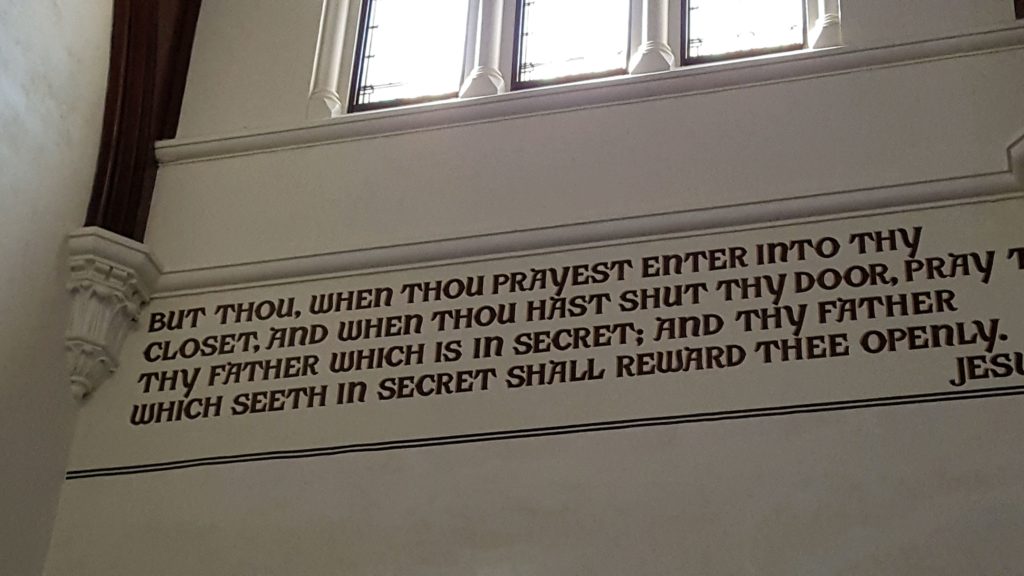 BUT THOU, WHEN THOU PRAYEST ENTER INTO THY
CLOSET, AND WHEN THOU HAST SHUT THY DOOR, PRAY T
THY FATHER WHICH IS IN SECRET; AND THY FATHER
WHICH SEETH IN SECRET SHALL REWARD THEE OPENLY.
JESU